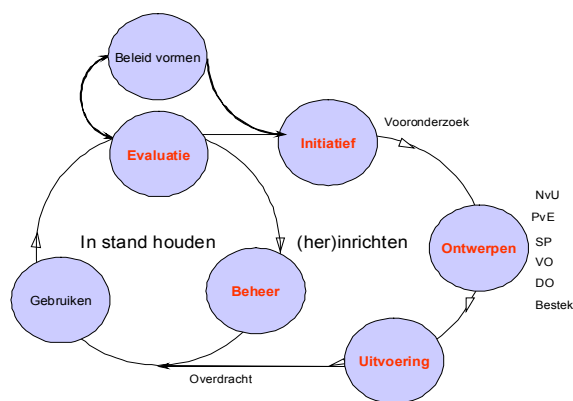 Beleid vormen
Evaluatie
Initiatief
Vooronderzoek
NvU
PvE
SP
VO
DO
Bestek
Ontwerpen
In stand houden
(her)inrichten
Gebruiken
Beheer
Uitvoering
Overdracht